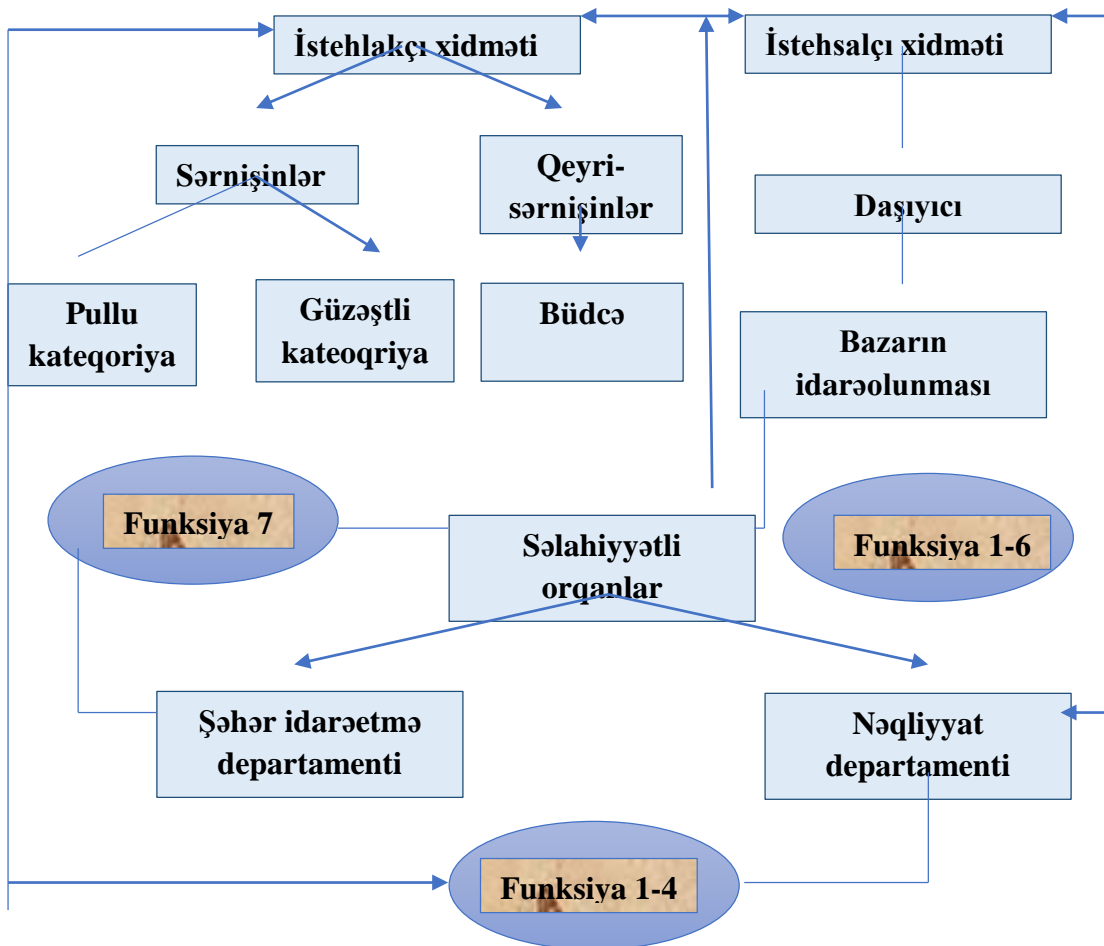 İstehlakçı xidməti
İstehsalçı xidməti
Sərnişinlər
Qeyri-
sərnişinlər
Daşıyıcı
Pullu
kateqoriya
Güzəştli
kateoqriya
Büdcə
Bazarın
idarəolunması
Funksiya 7
Səlahiyyətli
orqanlar
Funksiya 1-6
Şəhər idarəetmə
departamenti
Nəqliyyat
departamenti
Funksiya 1-4